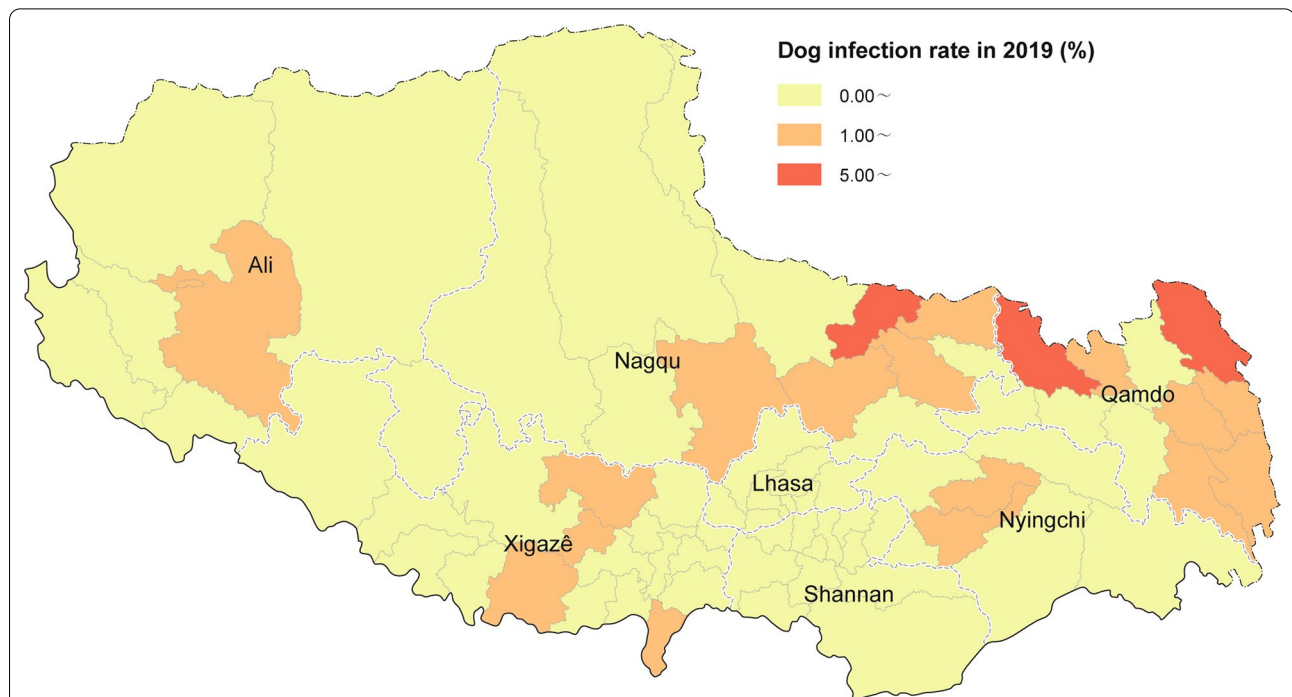 Dog infection rate in 2019 (%)
0.00～
1.00～
5.00～
Ali
Nagqu
Qamdo
Lhasa
Nyingchi
Xigazê
Shannan